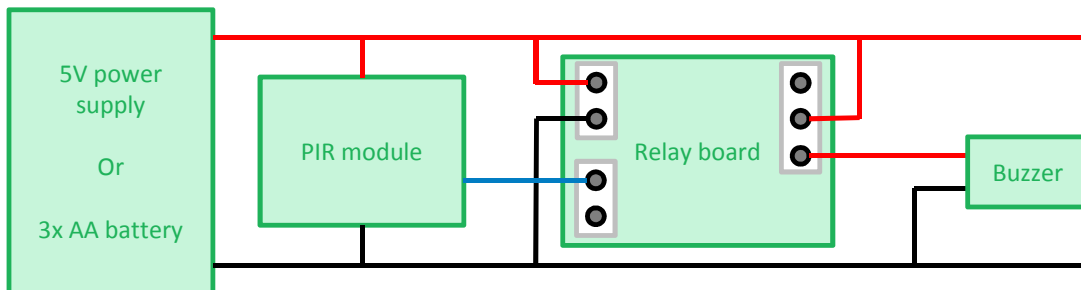 5V power
supply
Or
3x AA battery
PIR module
Relay board
Buzzer